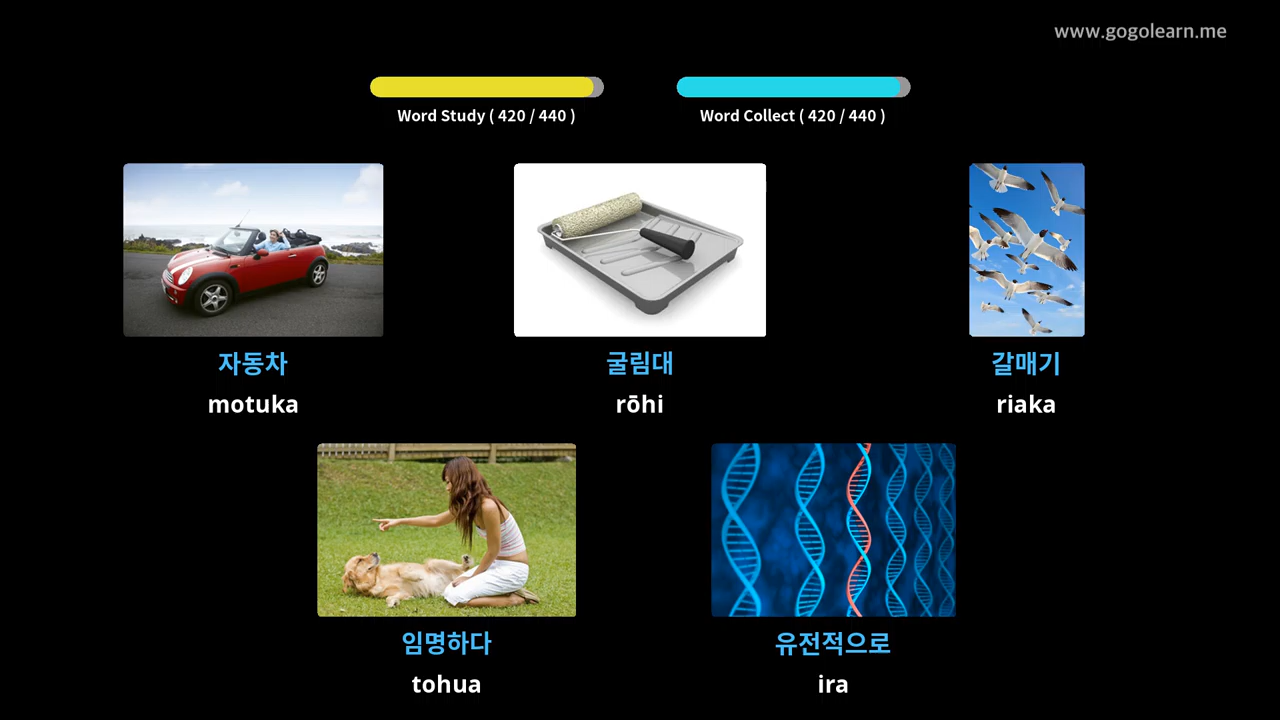 www.gogolearn.me
Word Study ( 420 / 440 )
Word Collect ( 420 / 440 )
자동차
motuka
굴림대
rōhi
갈매기
riaka
임명하다
tohua
유전적으로
ira